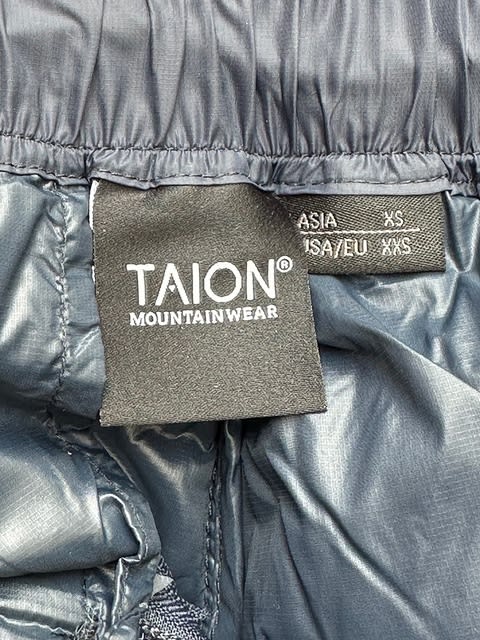 TAION®
MOUNTAINWEAR
ASIA XS
USA/EU XXS